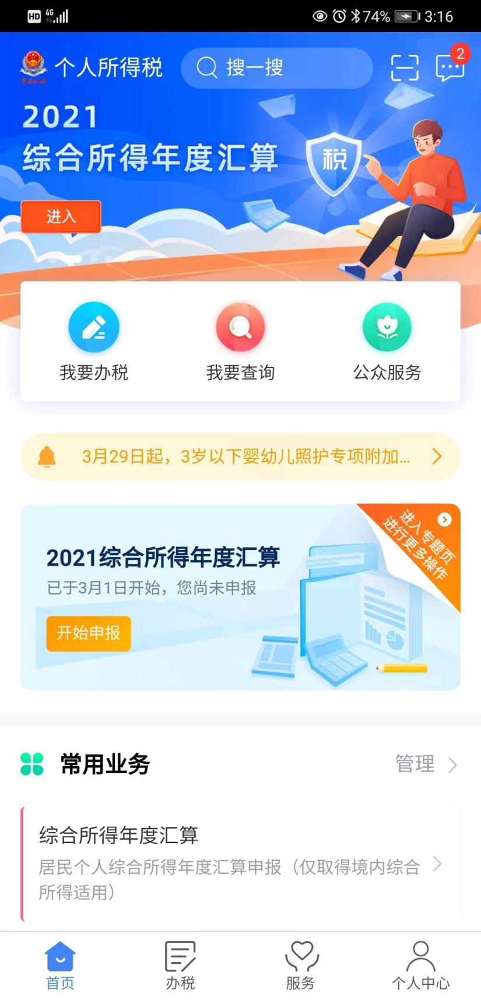 HD 4G 74% 3:16
个人所得税 搜一搜 2
2021
综合所得年度汇算
税
进入
我要办税 我要查询 公众服务
3月29日起，3岁以下婴幼儿照护专项附加...
进入专题页
进行更多操作
2021综合所得年度汇算
已于3月1日开始，您尚未申报
开始申报
常用业务 管理
综合所得年度汇算
居民个人综合所得年度汇算申报（仅取得境内综合
所得适用）
首页 办税 服务 个人中心